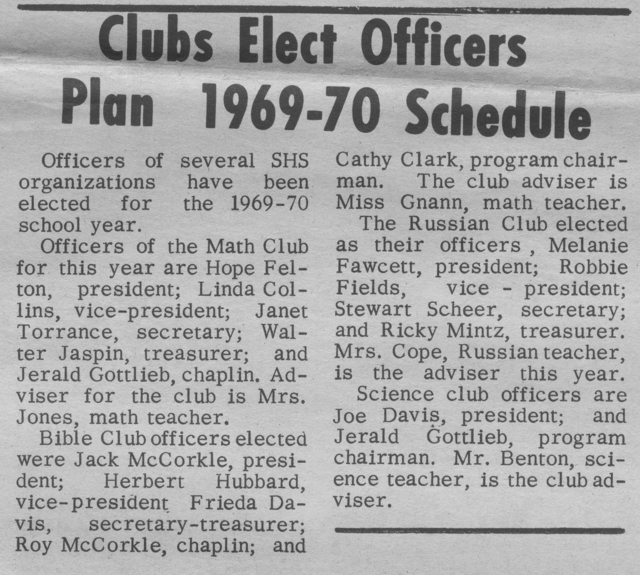 Clubs Elect Officers
Plan 1969-70 Schedule
Officers of several SHS
organizations have been
elected for the 1969-70
school year.
Officers of the Math Club
for this year are Hope Fel-
ton, president; Linda Col-
lins, vice-president; Janet
Torrance, secretary; Wal-
ter Jaspin, treasurer; and
Jerald Gottlieb, chaplin. Ad-
viser for the club is Mrs.
Jones, math teacher.
Bible Club officers elected
were Jack McCorkle, presi-
dent; Herbert Hubbard,
vice-president Frieda Da-
vis, secretary-treasurer;
Roy McCorkle, chaplin; and
Cathy Clark, program chair-
man. The club adviser is
Miss Gnann, math teacher.
The Russian Club elected
as their officers , Melanie
Fawcett, president; Robbie
Fields, vice - president;
Stewart Scheer, secretary;
and Ricky Mintz, treasurer.
Mrs. Cope, Russian teacher,
is the adviser this year.
Science club officers are
Joe Davis, president; and
Jerald Gottlieb, program
chairman. Mr. Benton, sci-
ence teacher, is the club ad-
viser.